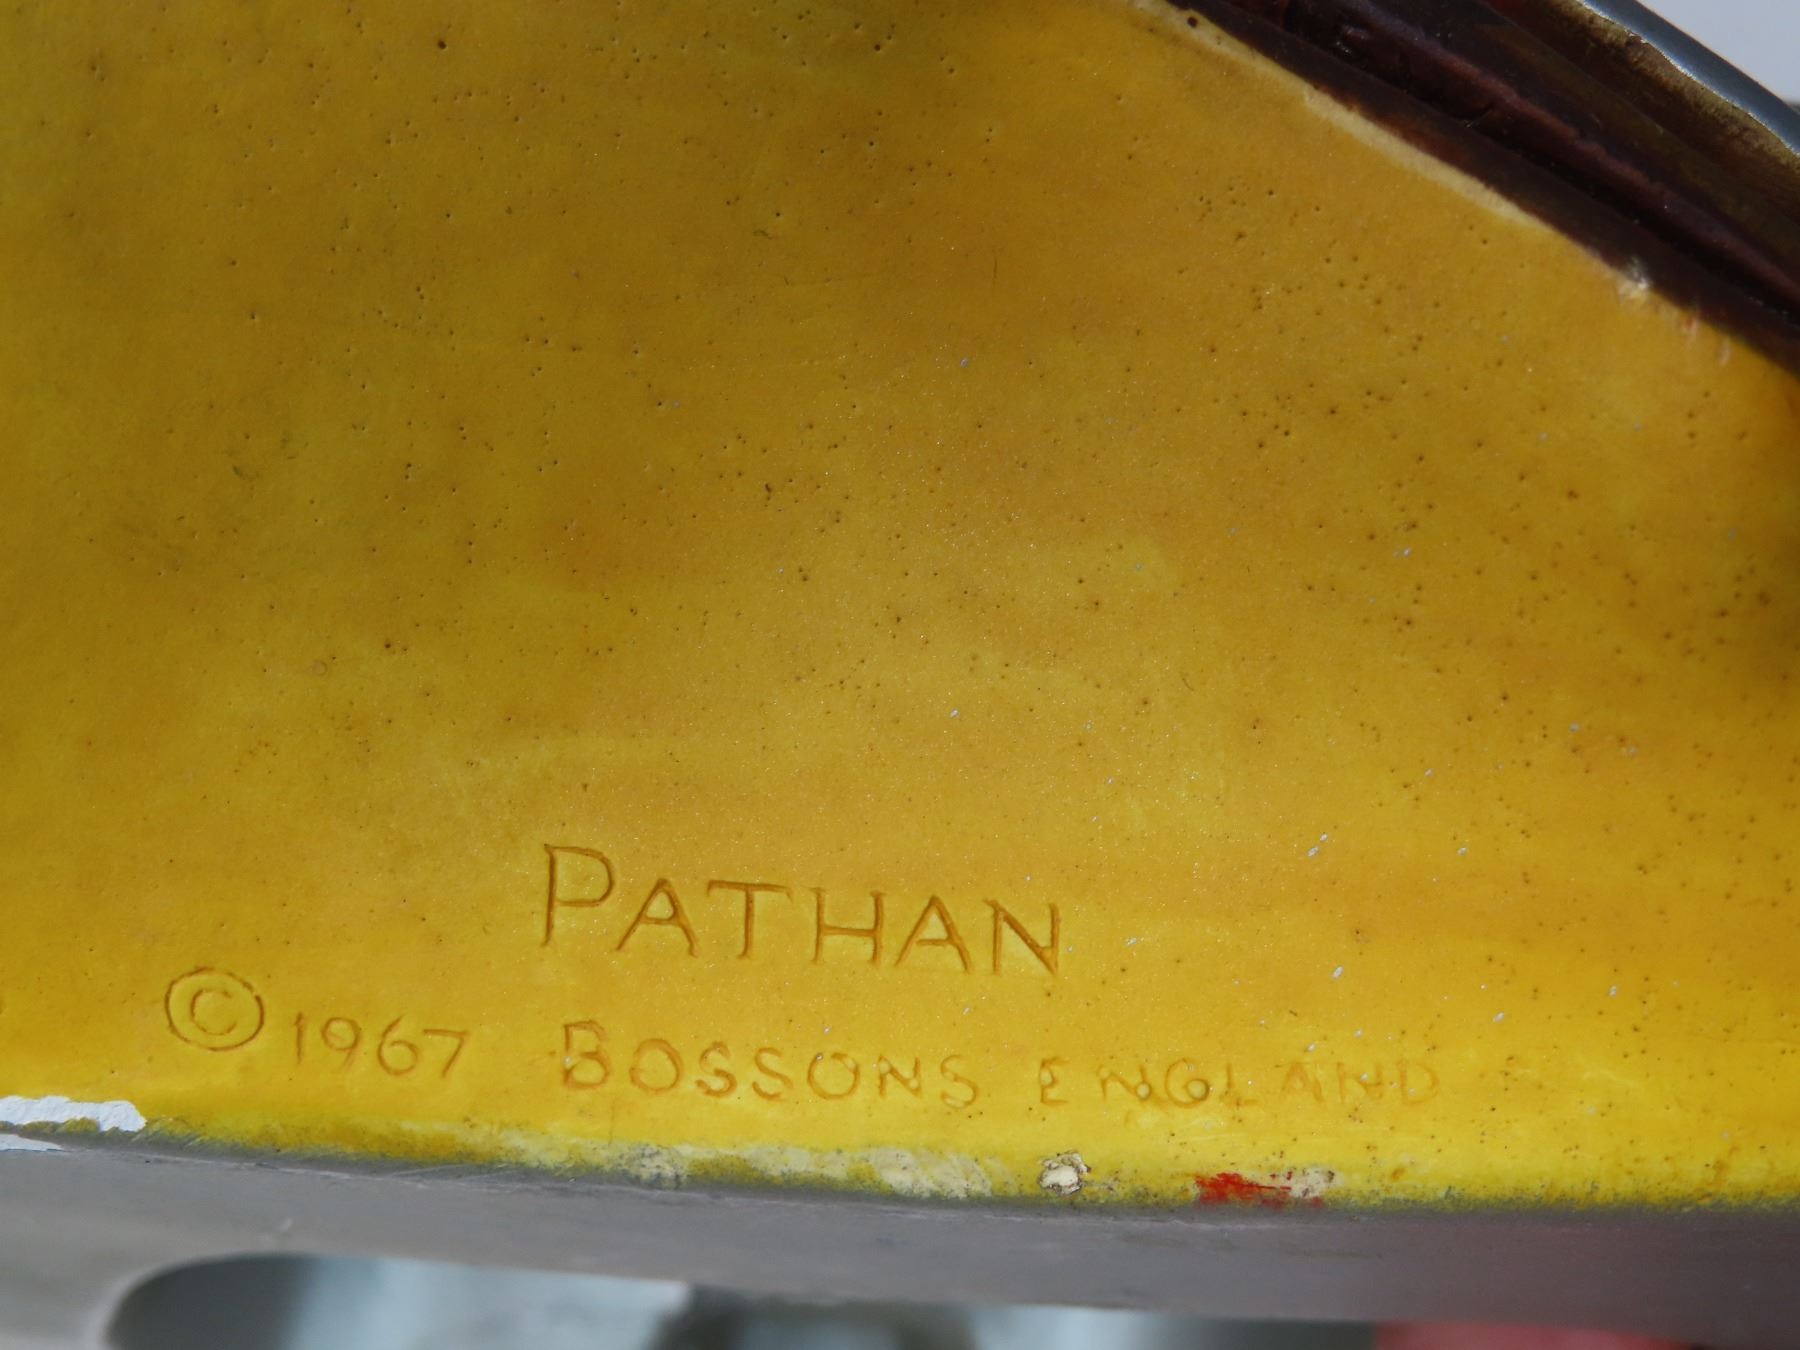 PATHAN
© 1967 BOSSONS ENGLAND